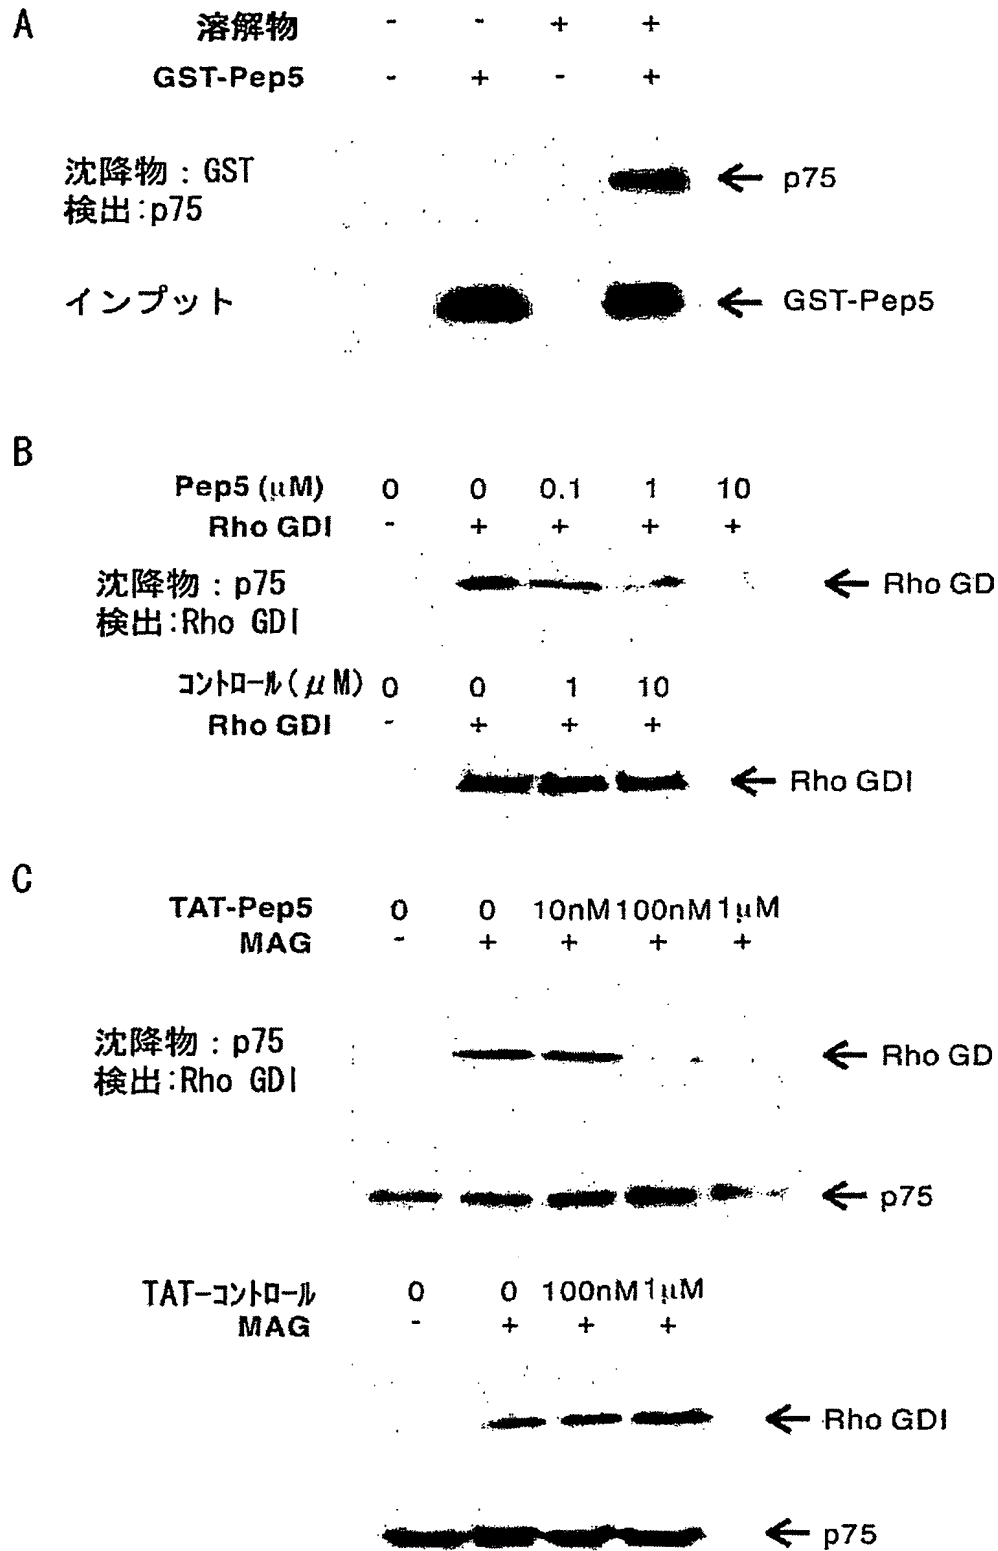 A
溶解物 - - + +
GST-Pep5 - + - +
沈降物：GST
検出:p75
← p75
インプット
← GST-Pep5
B
Pep5 (μM) 0 0 0.1 1 10
Rho GDI - + + + +
沈降物：p75
検出:Rho GDI
← Rho GD
コントロール(μM) 0 0 1 10
Rho GDI - + + +
← Rho GDI
C
TAT-Pep5 0 0 10nM 100nM 1μM
MAG - + + + +
沈降物：p75
検出:Rho GDI
← Rho GD
← p75
TAT-コントロール 0 0 100nM 1μM
MAG - + + +
← Rho GDI
← p75